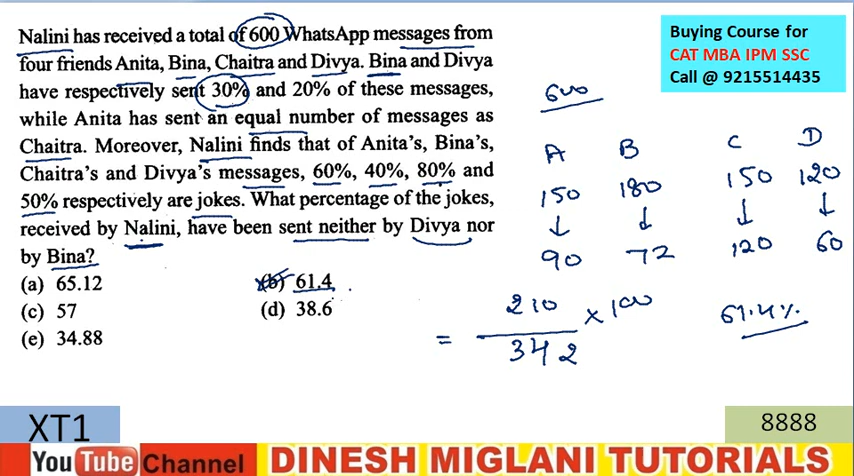 Nalini has received a total of 600 WhatsApp messages from
four friends Anita, Bina, Chaitra and Divya. Bina and Divya
have respectively sent 30% and 20% of these messages,
while Anita has sent an equal number of messages as
Chaitra. Moreover, Nalini finds that of Anita's, Bina's,
Chaitra's and Divya's messages, 60%, 40%, 80% and
50% respectively are jokes. What percentage of the jokes,
received by Nalini, have been sent neither by Divya nor
by Bina?
(a) 65.12 (b) 61.4
(c) 57 (d) 38.6
(e) 34.88
Buying Course for
CAT MBA IPM SSC
Call @ 9215514435
600
A B C D
150 180 150 120
↓ ↓ ↓ ↓
90 72 120 60
= 210/342 × 100 61.4%
XT1 8888
YouTube Channel DINESH MIGLANI TUTORIALS